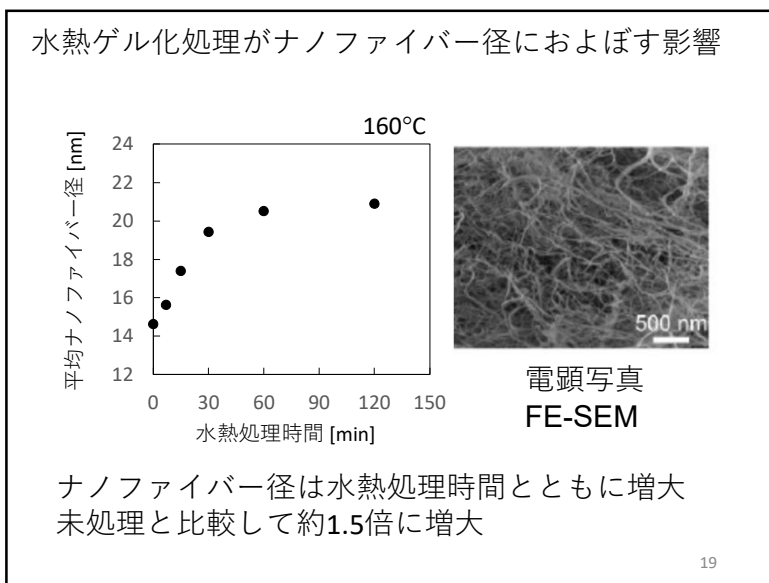 水熱ゲル化処理がナノファイバー径におよぼす影響
160°C
平均ナノファイバー径 [nm]
24
22
20
18
16
14
12
0 30 60 90 120 150
水熱処理時間 [min]
500 nm
電顕写真
FE-SEM
ナノファイバー径は水熱処理時間とともに増大
未処理と比較して約1.5倍に増大
19